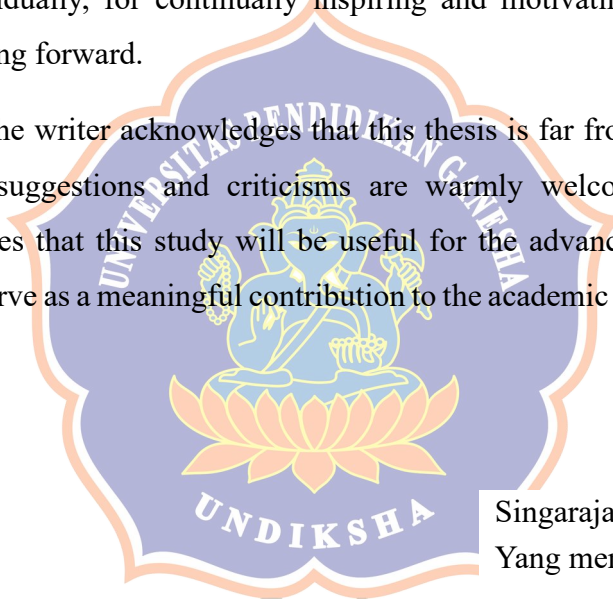 dually, for continually inspiring and motivatin
ng forward.
ne writer acknowledges that this thesis is far fro
suggestions and criticisms are warmly welco
es that this study will be useful for the advanc
rve as a meaningful contribution to the academic
UNIVERSITAS PENDIDIKAN GANESHA
UNDIKSHA
Singaraja
Yang mer